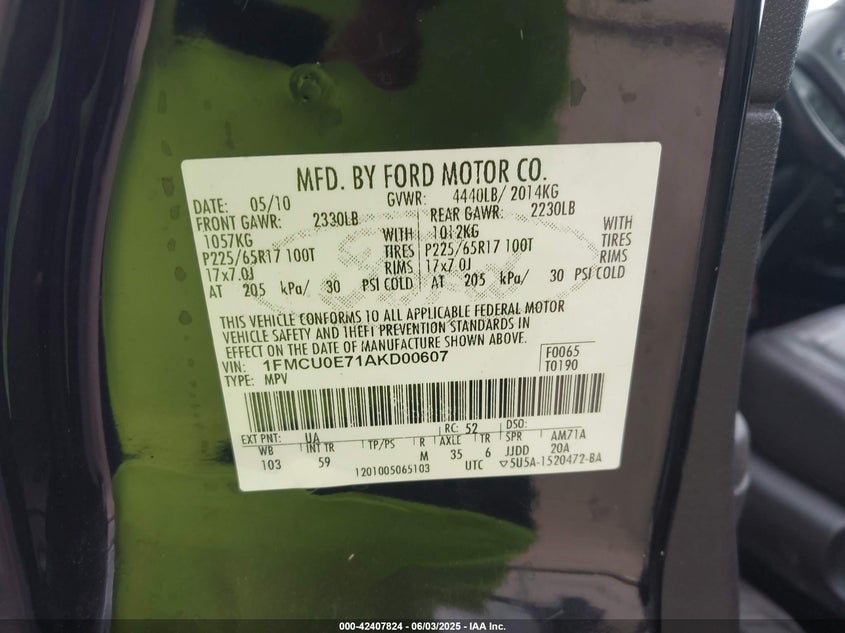 MFD. BY FORD MOTOR CO.
DATE: 05/10 GVWR: 4440LB/ 2014KG
FRONT GAWR: 2330LB REAR GAWR: 2230LB
1057KG WITH 1012KG WITH
P225/65R17 100T TIRES P225/65R17 100T TIRES
17x7.0J RIMS 17x7.0J RIMS
AT 205 kPa/ 30 PSI COLD AT 205 kPa/ 30 PSI COLD
THIS VEHICLE CONFORMS TO ALL APPLICABLE FEDERAL MOTOR
VEHICLE SAFETY AND THEFT PREVENTION STANDARDS IN
EFFECT ON THE DATE OF MANUFACTURE SHOWN ABOVE.
VIN: 1FMCU0E71AKD00607 F0065
TYPE: MPV T0190
EXT PNT: UA RC: 52 DSO:
WB INT TR TP/PS R AXLE TR SPR AM71A
103 59 M 35 6 JJDD 20A
1201005065103 UTC ▽5U5A-1520472-BA
000-42407824 - 06/03/2025 - IAA Inc.